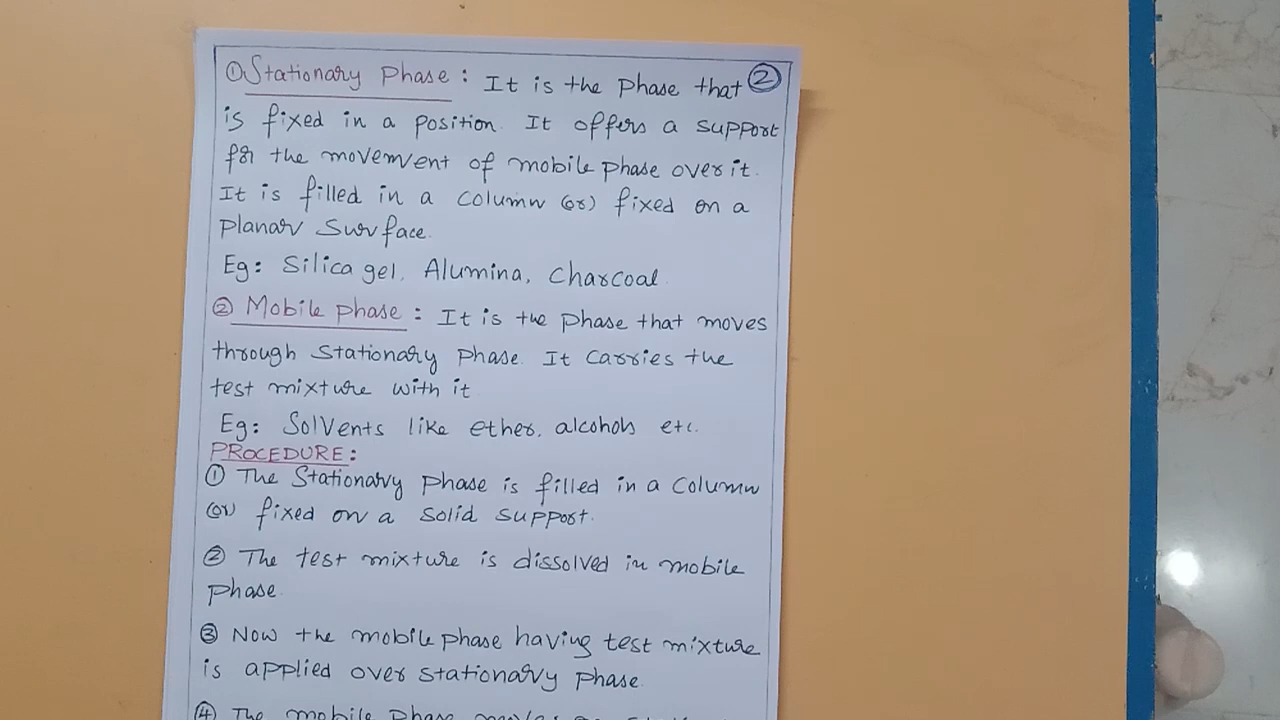 ① Stationary Phase : It is the Phase that ②
is fixed in a position. It offers a support
for the movement of mobile phase over it.
It is filled in a column (or) fixed on a
planar surface.
Eg: Silica gel, Alumina, Charcoal
② Mobile phase : It is the phase that moves
through stationary phase. It carries the
test mixture with it
Eg: Solvents like ether, alcohols etc.
PROCEDURE:
① The Stationary phase is filled in a column
(or) fixed on a solid support.
② The test mixture is dissolved in mobile
phase.
③ Now the mobile phase having test mixture
is applied over stationary phase.
④ The mobile phase